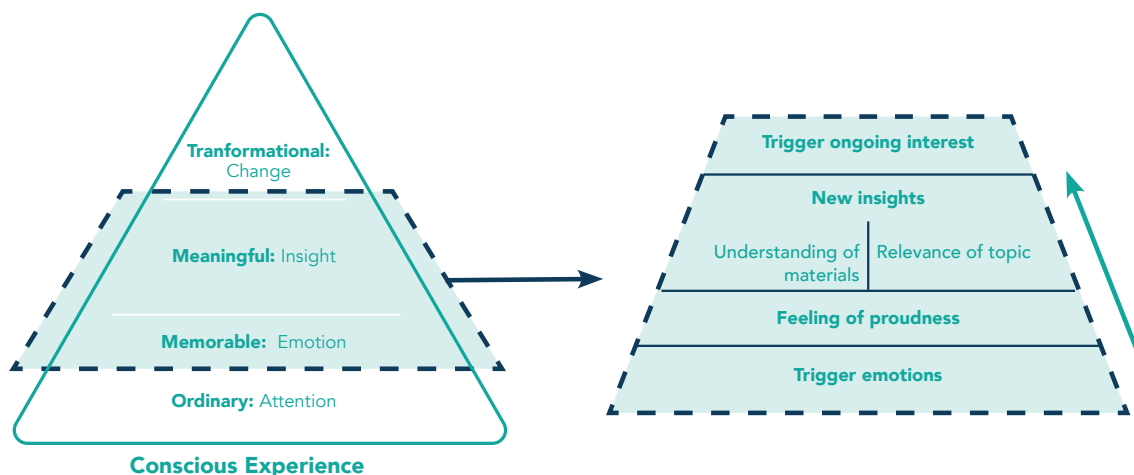 Tranformational:
Change
Meaningful: Insight
Memorable: Emotion
Ordinary: Attention
Conscious Experience
Trigger ongoing interest
New insights
Understanding of
materials
Relevance of topic
Feeling of proudness
Trigger emotions